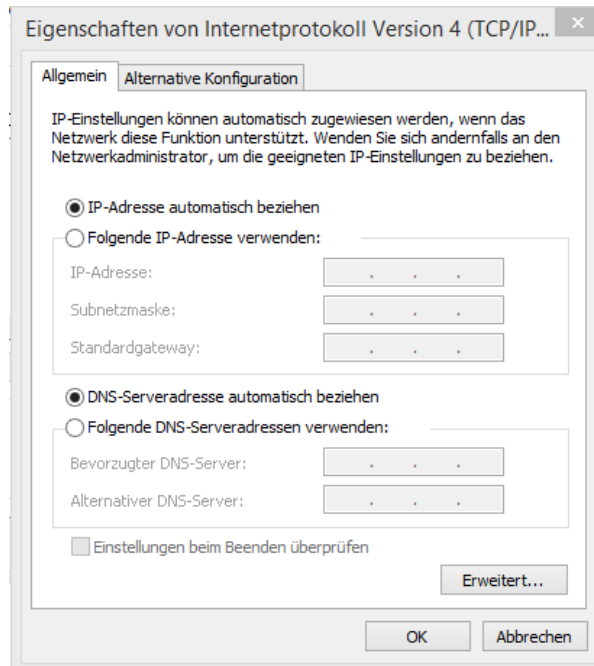 Eigenschaften von Internetprotokoll Version 4 (TCP/IP...
Allgemein
Alternative Konfiguration
IP-Einstellungen können automatisch zugewiesen werden, wenn das
Netzwerk diese Funktion unterstützt. Wenden Sie sich andernfalls an den
Netzwerkadministrator, um die geeigneten IP-Einstellungen zu beziehen.
IP-Adresse automatisch beziehen
Folgende IP-Adresse verwenden:
IP-Adresse:
Subnetzmaske:
Standardgateway:
DNS-Serveradresse automatisch beziehen
Folgende DNS-Serveradressen verwenden:
Bevorzugter DNS-Server:
Alternativer DNS-Server:
Einstellungen beim Beenden überprüfen
Erweitert...
OK
Abbrechen